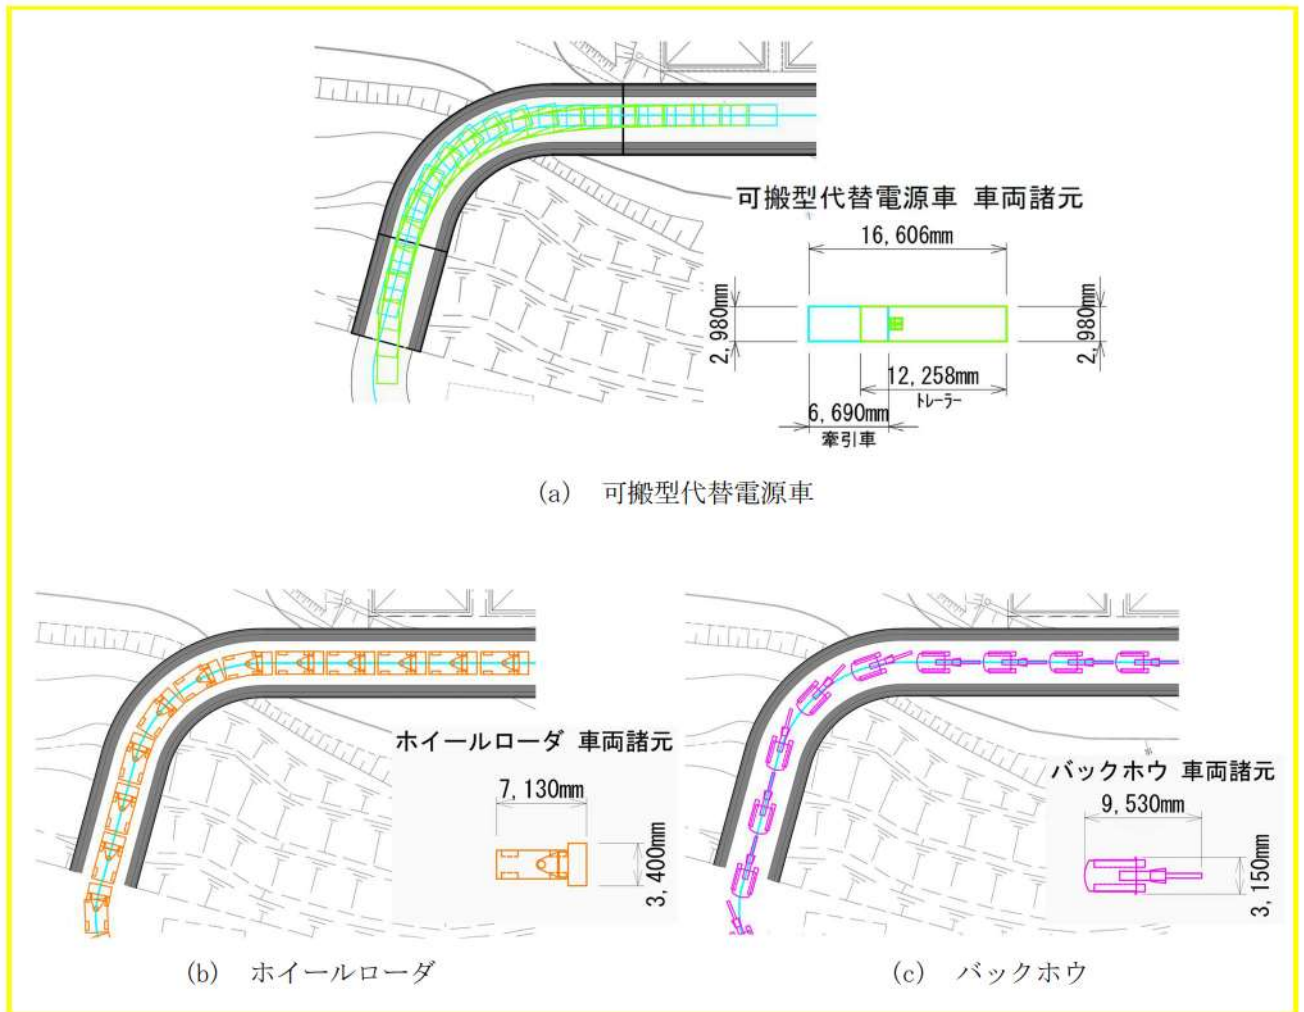 可搬型代替電源車 車両諸元
16,606mm
2,980mm
2,980mm
12,258mm
トレーラー
6,690mm
牽引車
(a) 可搬型代替電源車
ホイールローダ 車両諸元
7,130mm
3,400mm
バックホウ 車両諸元
9,530mm
3,150mm
(b) ホイールローダ
(c) バックホウ